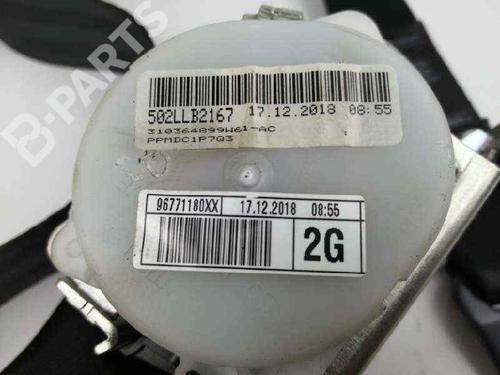 502LLB2167 17.12.2018 08:55
310364899W61-AC
PPMDC1P7Q3
96771180XX 17.12.2018 08:55
2G
B-PARTS